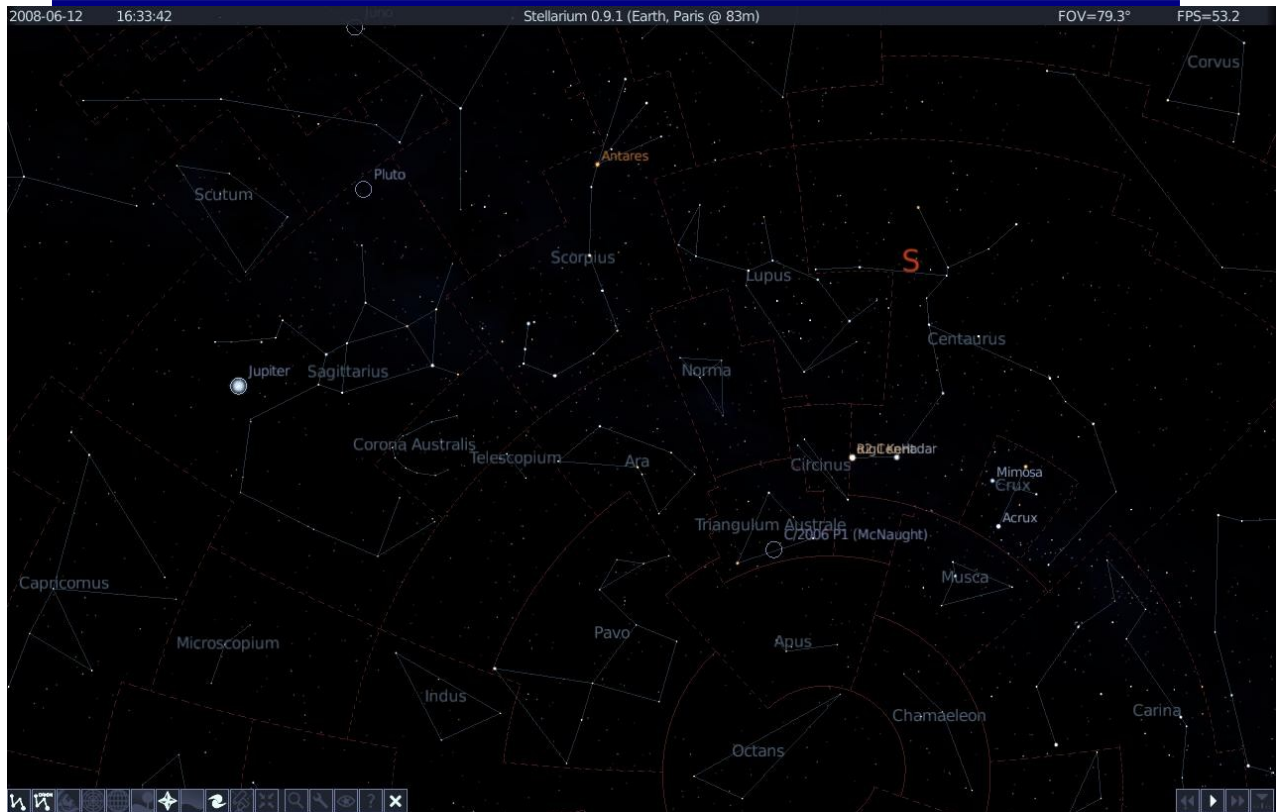 2008-06-12 16:33:42 Stellarium 0.9.1 (Earth, Paris @ 83m) FOV=79.3° FPS=53.2
Corvus
Antares
Pluto
Scutum
Scorpius
S
Lupus
Centaurus
Jupiter
Sagittarius
Norma
Corona Australis
Telescopium
Ara
Circinus
Hadar
Mimosa
Crux
Acrux
Triangulum Australe
C/2006 P1 (McNaught)
Musca
Capricornus
Microscopium
Pavo
Apus
Indus
Chamaeleon
Carina
Octans